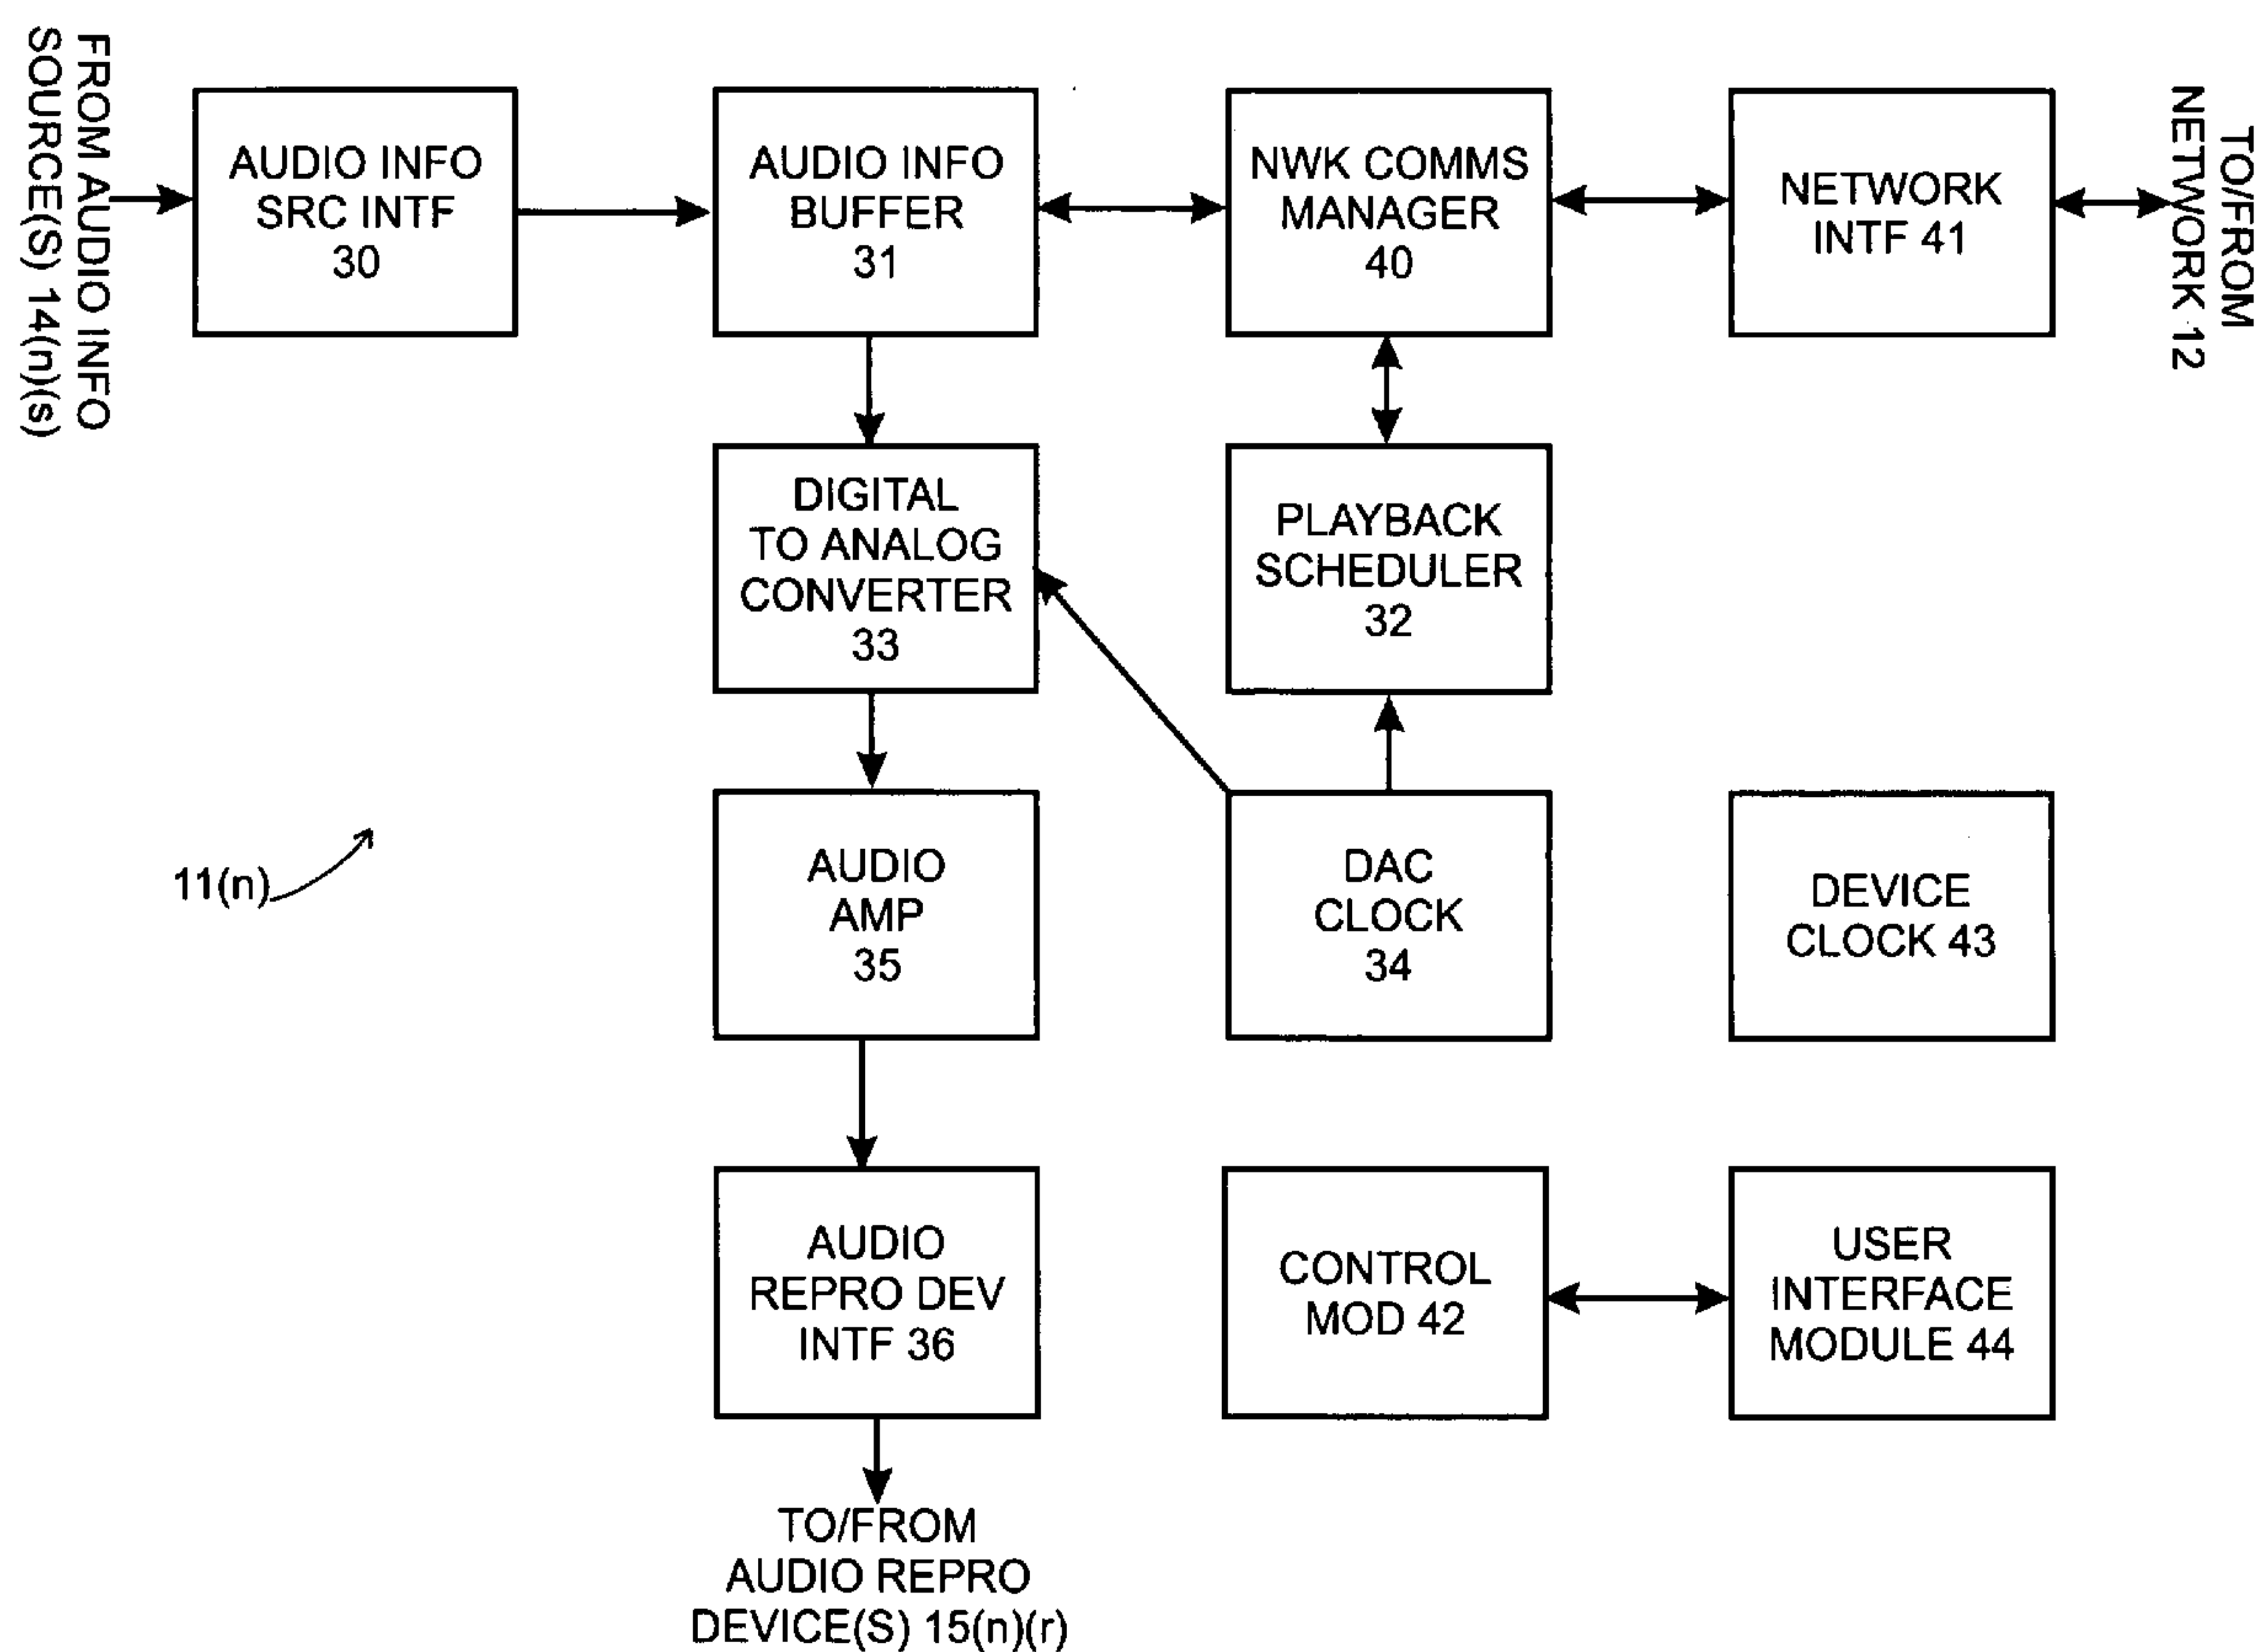 FROM AUDIO INFO
SOURCE(S) 14(n)(s)
AUDIO INFO
SRC INTF
30
AUDIO INFO
BUFFER
31
NWK COMMS
MANAGER
40
NETWORK
INTF 41
TO/FROM
NETWORK 12
DIGITAL
TO ANALOG
CONVERTER
33
PLAYBACK
SCHEDULER
32
11(n)
AUDIO
AMP
35
DAC
CLOCK
34
DEVICE
CLOCK 43
AUDIO
REPRO DEV
INTF 36
CONTROL
MOD 42
USER
INTERFACE
MODULE 44
TO/FROM
AUDIO REPRO
DEVICE(S) 15(n)(r)